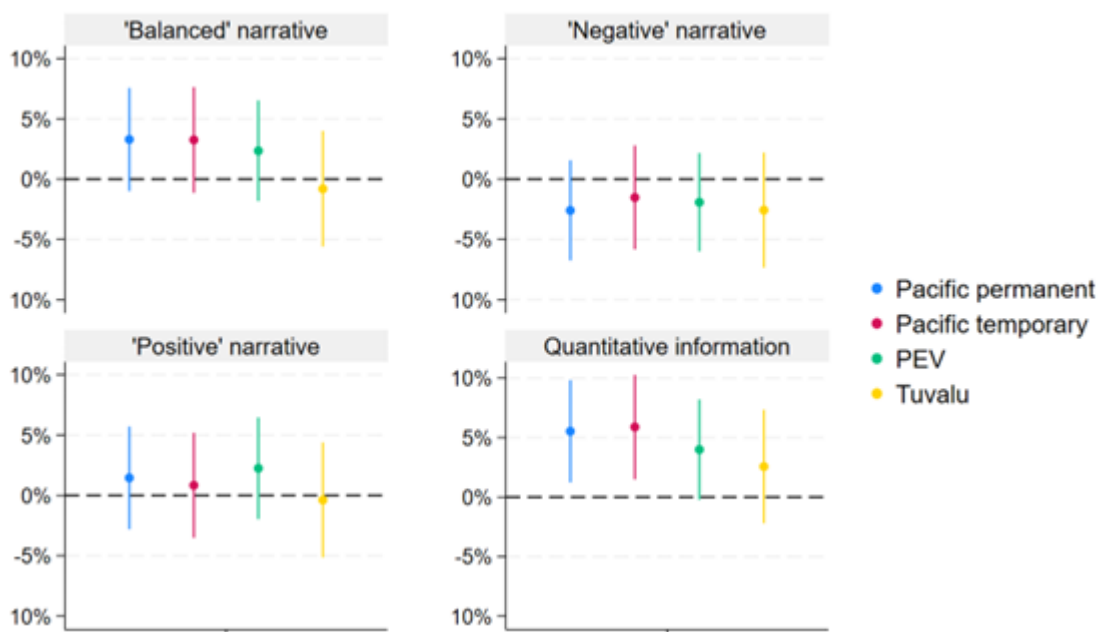 'Balanced' narrative
10%
5%
0%
-5%
10%
'Negative' narrative
10%
5%
0%
-5%
10%
'Positive' narrative
10%
5%
0%
-5%
10%
Quantitative information
10%
5%
0%
-5%
10%
Pacific permanent
Pacific temporary
PEV
Tuvalu